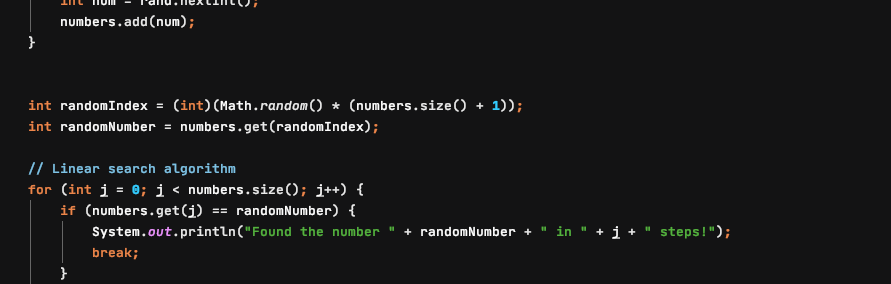 int num = rand.nextInt();
numbers.add(num);
}
int randomIndex = (int)(Math.random() * (numbers.size() + 1));
int randomNumber = numbers.get(randomIndex);
// Linear search algorithm
for (int j = 0; j < numbers.size(); j++) {
if (numbers.get(j) == randomNumber) {
System.out.println("Found the number " + randomNumber + " in " + j + " steps!");
break;
}